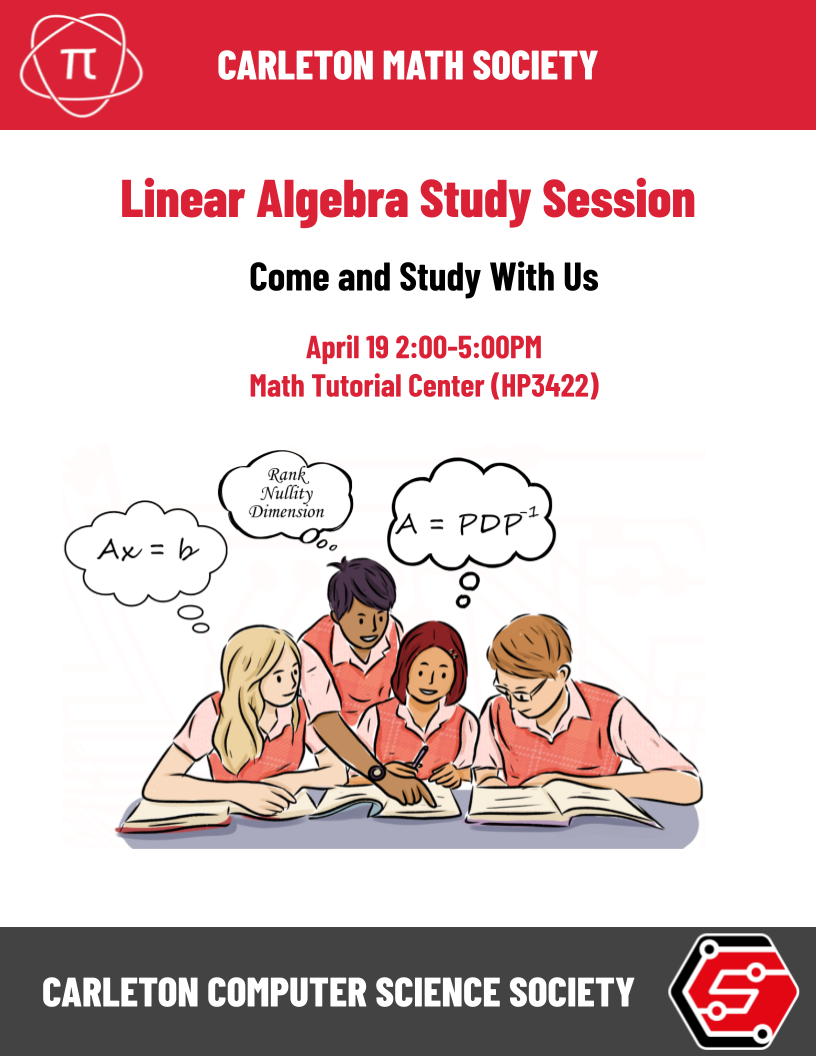 π
CARLETON MATH SOCIETY
Linear Algebra Study Session
Come and Study With Us
April 19 2:00-5:00PM
Math Tutorial Center (HP3422)
Rank
Nullity
Dimension
Ax = b
A = PDP⁻¹
CARLETON COMPUTER SCIENCE SOCIETY
S